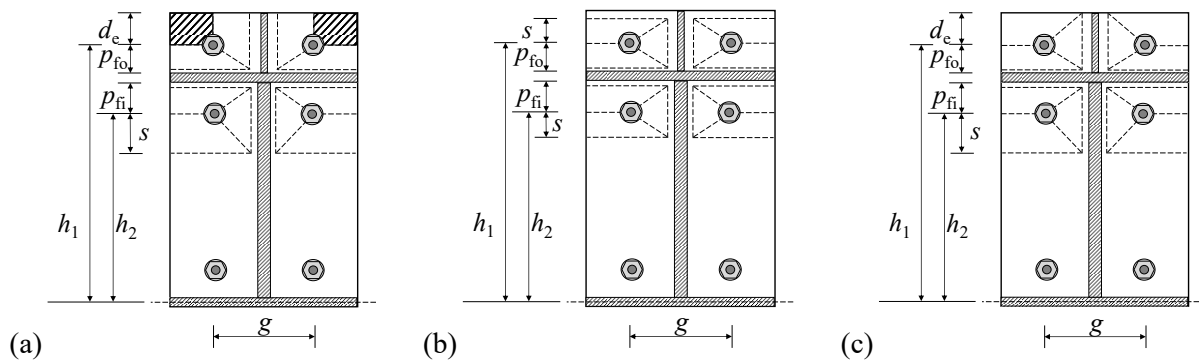 d_e
p_fo
p_fi
s
h_1
h_2
g
(a)
s
p_fo
p_fi
s
h_1
h_2
g
(b)
d_e
p_fo
p_fi
s
h_1
h_2
g
(c)